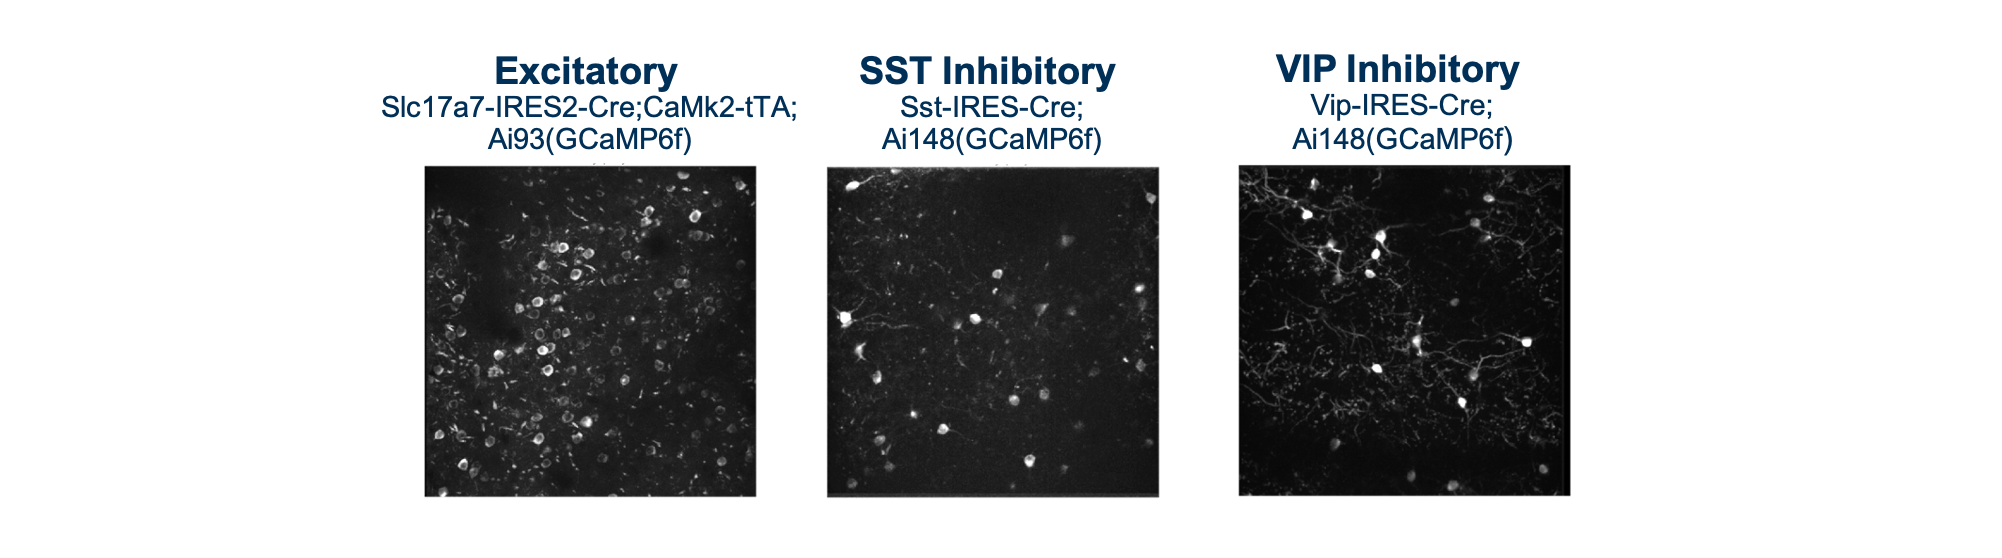 Excitatory
Slc17a7-IRES2-Cre;CaMk2-tTA;
Ai93(GCaMP6f)
SST Inhibitory
Sst-IRES-Cre;
Ai148(GCaMP6f)
VIP Inhibitory
Vip-IRES-Cre;
Ai148(GCaMP6f)